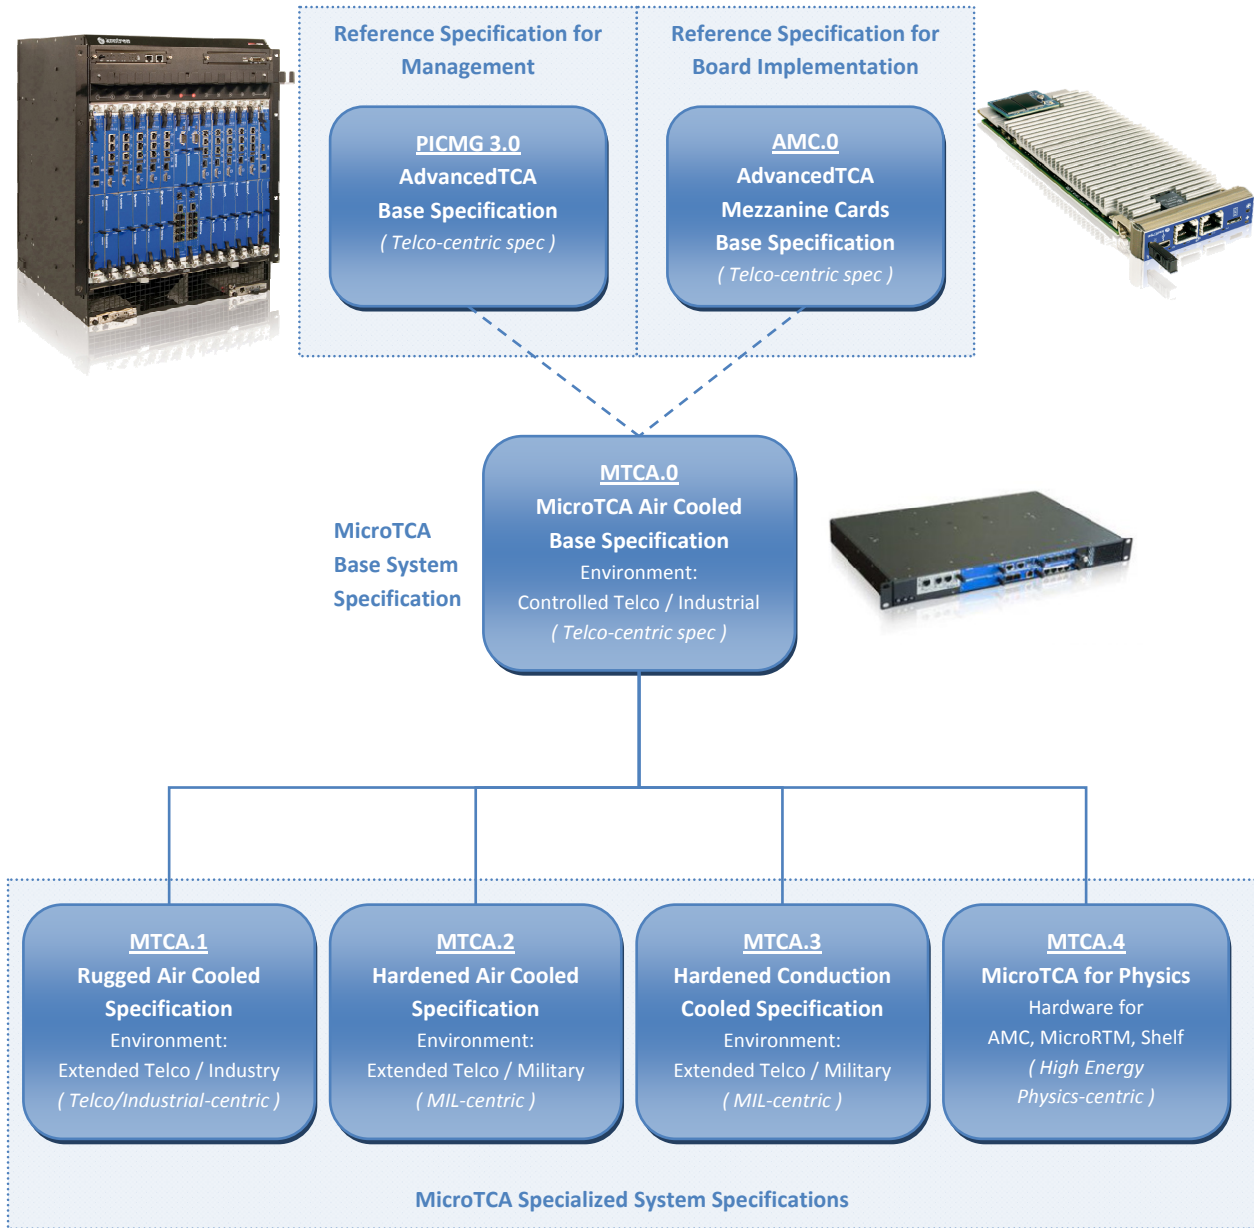 Reference Specification for
Management
Reference Specification for
Board Implementation
PICMG 3.0
AdvancedTCA
Base Specification
( Telco-centric spec )
AMC.0
AdvancedTCA
Mezzanine Cards
Base Specification
( Telco-centric spec )
MicroTCA
Base System
Specification
MTCA.0
MicroTCA Air Cooled
Base Specification
Environment:
Controlled Telco / Industrial
( Telco-centric spec )
MTCA.1
Rugged Air Cooled
Specification
Environment:
Extended Telco / Industry
( Telco/Industrial-centric )
MTCA.2
Hardened Air Cooled
Specification
Environment:
Extended Telco / Military
( MIL-centric )
MTCA.3
Hardened Conduction
Cooled Specification
Environment:
Extended Telco / Military
( MIL-centric )
MTCA.4
MicroTCA for Physics
Hardware for
AMC, MicroRTM, Shelf
( High Energy
Physics-centric )
MicroTCA Specialized System Specifications